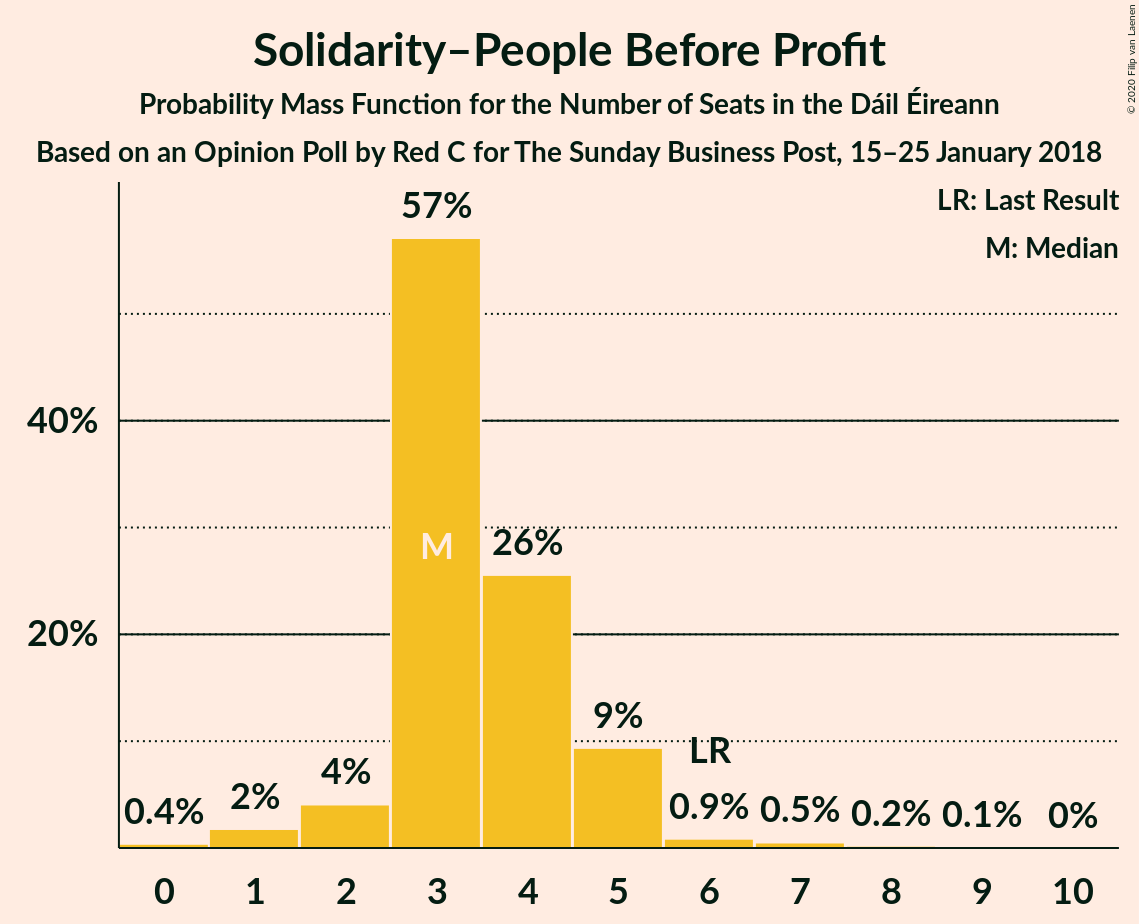 Solidarity–People Before Profit
Probability Mass Function for the Number of Seats in the Dáil Éireann
Based on an Opinion Poll by Red C for The Sunday Business Post, 15–25 January 2018
© 2020 Filip van Laenen
LR: Last Result
M: Median
57%
40%
M
26%
20%
9%
LR
4%
2%
0.4%
0.9%
0.5%
0.2%
0.1%
0%
0 1 2 3 4 5 6 7 8 9 10